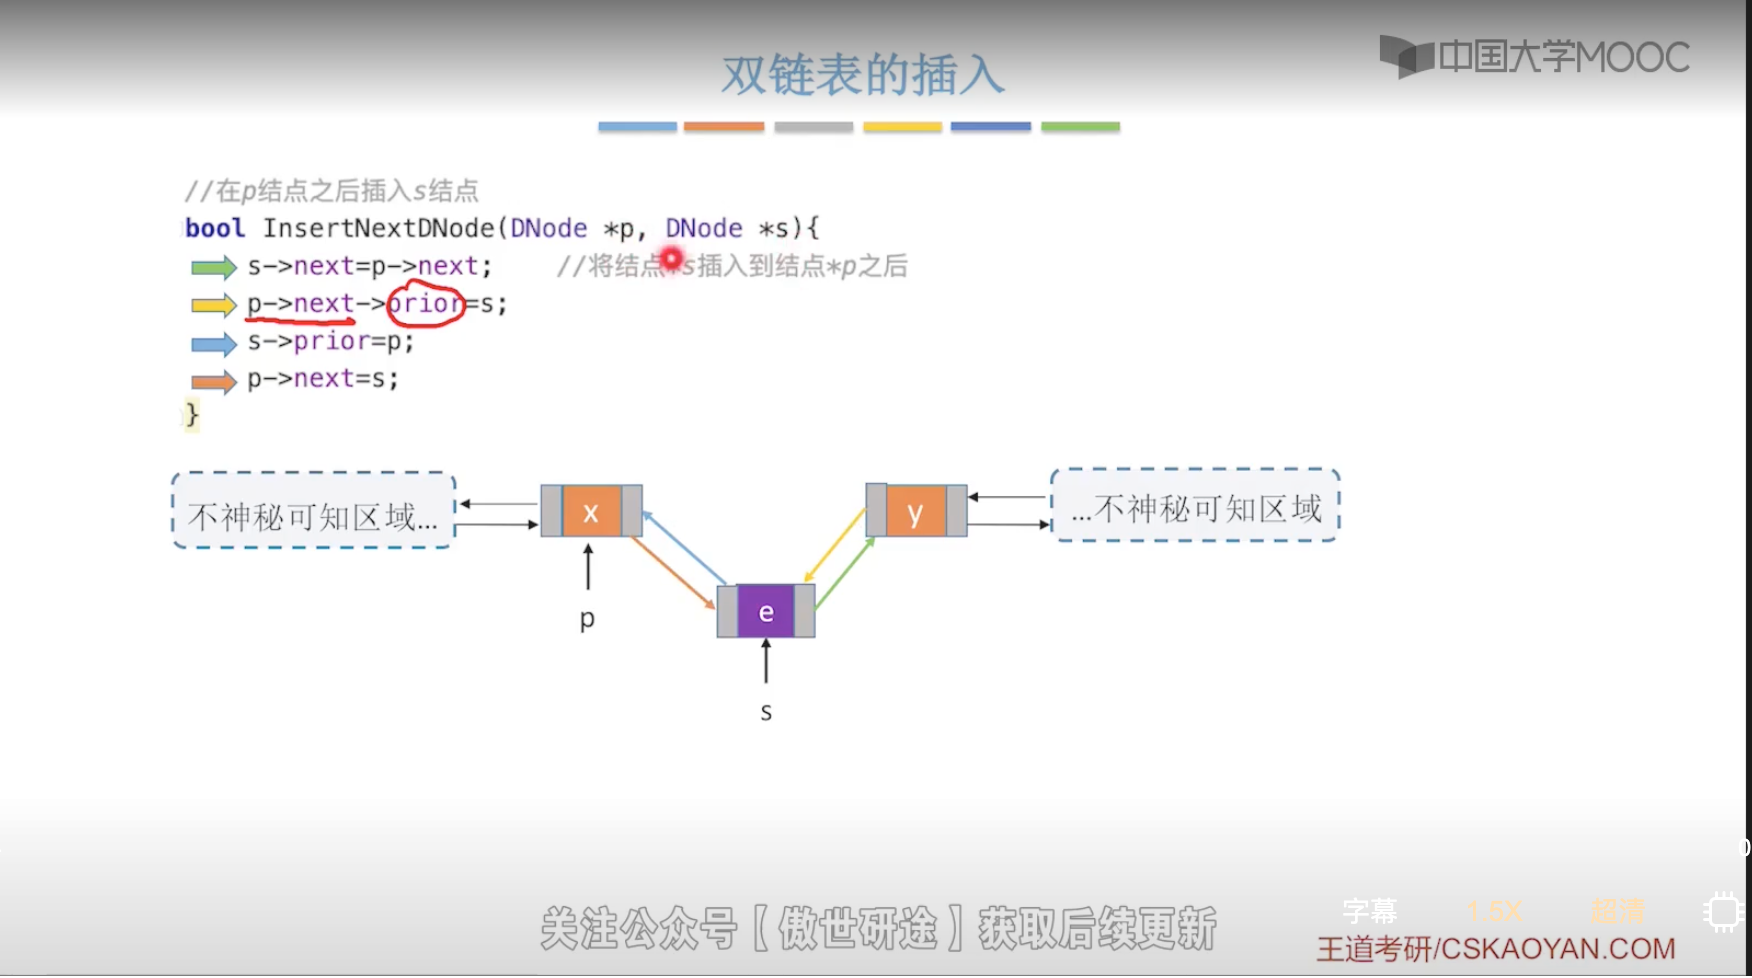 中国大学MOOC
双链表的插入
//在p结点之后插入s结点
bool InsertNextDNode(DNode *p, DNode *s){
s->next=p->next; //将结点*s插入到结点*p之后
p->next->prior=s;
s->prior=p;
p->next=s;
}
不神秘可知区域... x y ...不神秘可知区域
p e
s
0
字幕 1.5X 超清
关注公众号【傲世研途】获取后续更新
王道考研/CSKAOYAN.COM